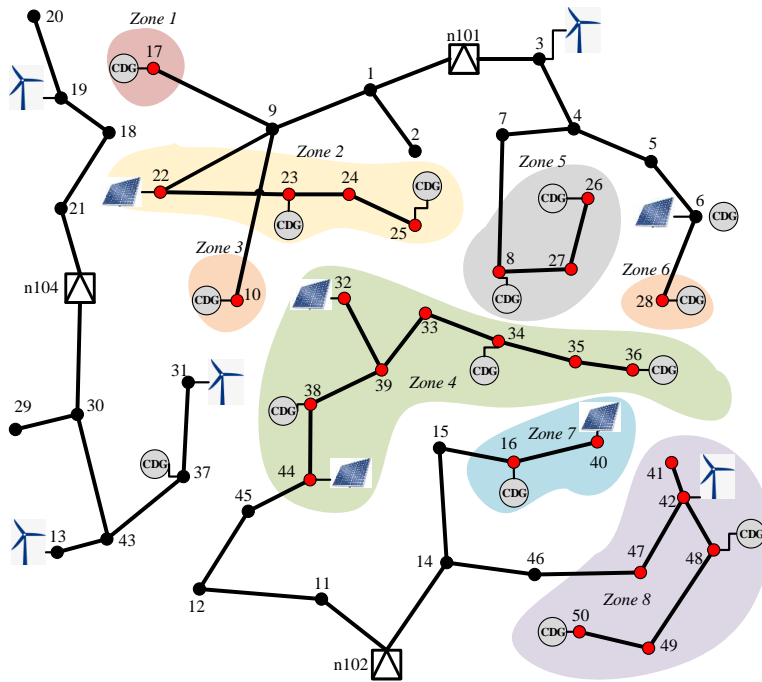 Zone 1
20
17
n101
3
CDG
1
19
9
7
4
18
2
5
Zone 2
22
23
24
CDG
Zone 5
26
CDG
6
CDG
21
CDG
25
Zone 3
8
27
Zone 6
n104
CDG
10
CDG
28
CDG
32
33
34
31
35
36
39
Zone 4
CDG
CDG
38
CDG
29
30
15
16
Zone 7
40
CDG
37
44
CDG
41
42
45
13
43
14
46
47
48
CDG
12
11
50
Zone 8
CDG
49
n102